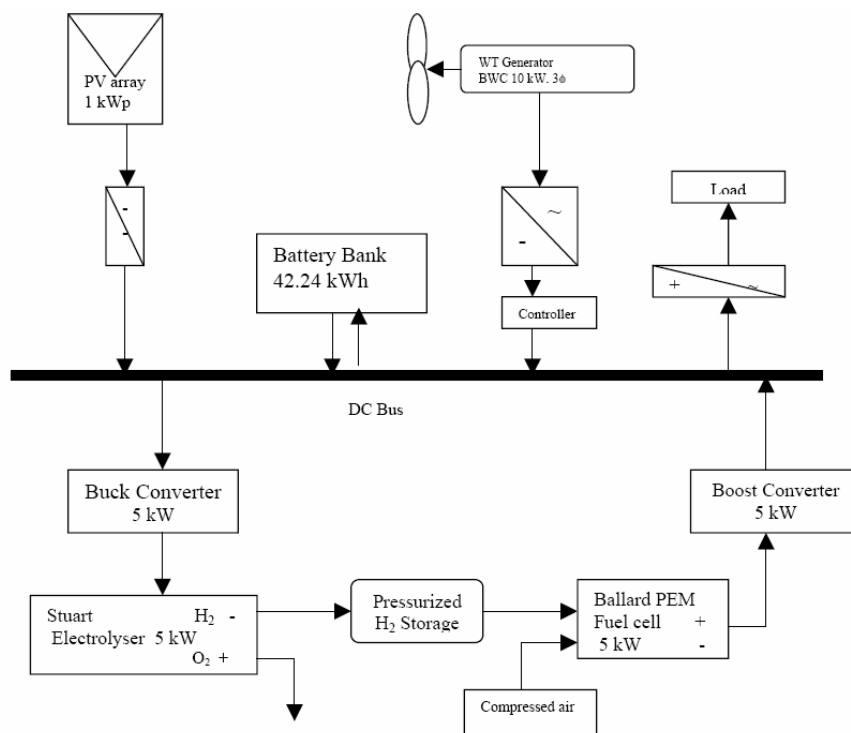 PV array
1 kWp
WT Generator
BWC 10 kW. 3ϕ
-
-
~
-
Load
Battery Bank
42.24 kWh
+ ~
Controller
DC Bus
Buck Converter
5 kW
Boost Converter
5 kW
Stuart H₂ -
Electrolyser 5 kW
O₂ +
Pressurized
H₂ Storage
Ballard PEM
Fuel cell +
5 kW -
Compressed air